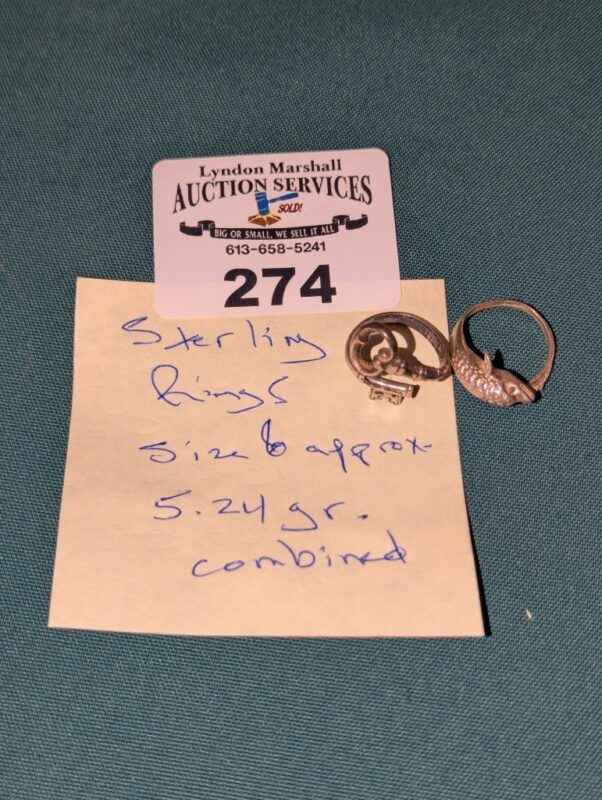 Lyndon Marshall
AUCTION SERVICES
SOLD!
BIG OR SMALL, WE SELL IT ALL
613-658-5241
274
Sterling
Rings
Size 6 approx.
5.24 gr.
combined